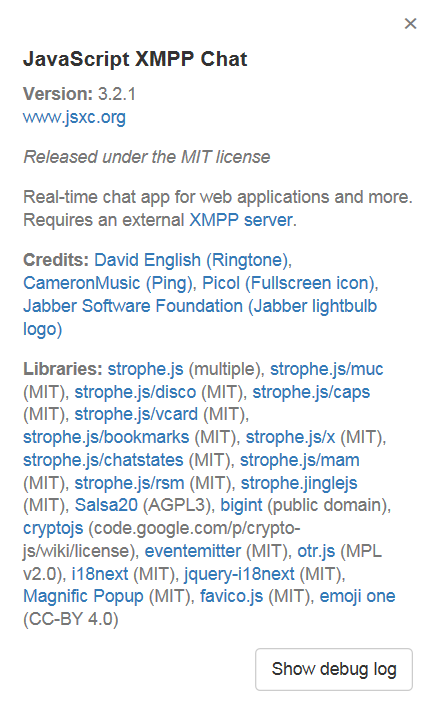 ×
JavaScript XMPP Chat
Version: 3.2.1
www.jsxc.org
Released under the MIT license
Real-time chat app for web applications and more.
Requires an external XMPP server.
Credits: David English (Ringtone),
CameronMusic (Ping), Picol (Fullscreen icon),
Jabber Software Foundation (Jabber lightbulb
logo)
Libraries: strophe.js (multiple), strophe.js/muc
(MIT), strophe.js/disco (MIT), strophe.js/caps
(MIT), strophe.js/vcard (MIT),
strophe.js/bookmarks (MIT), strophe.js/x (MIT),
strophe.js/chatstates (MIT), strophe.js/mam
(MIT), strophe.js/rsm (MIT), strophe.jinglejs
(MIT), Salsa20 (AGPL3), bigint (public domain),
cryptojs (code.google.com/p/crypto-
js/wiki/license), eventemitter (MIT), otr.js (MPL
v2.0), i18next (MIT), jquery-i18next (MIT),
Magnific Popup (MIT), favico.js (MIT), emoji one
(CC-BY 4.0)
Show debug log